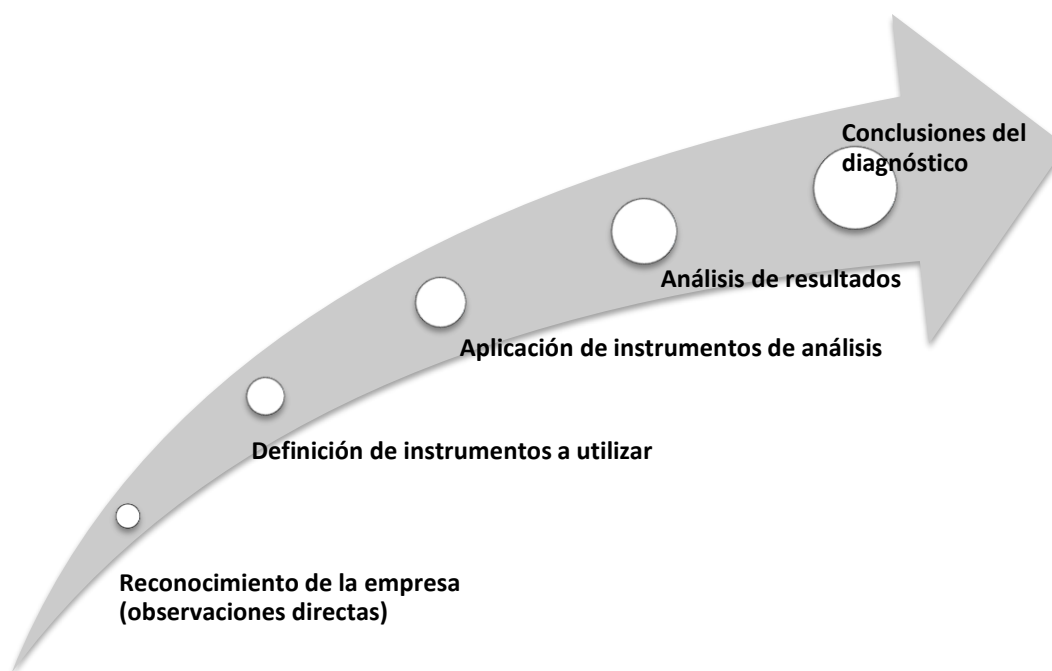 Conclusiones del
diagnóstico
Análisis de resultados
Aplicación de instrumentos de análisis
Definición de instrumentos a utilizar
Reconocimiento de la empresa
(observaciones directas)